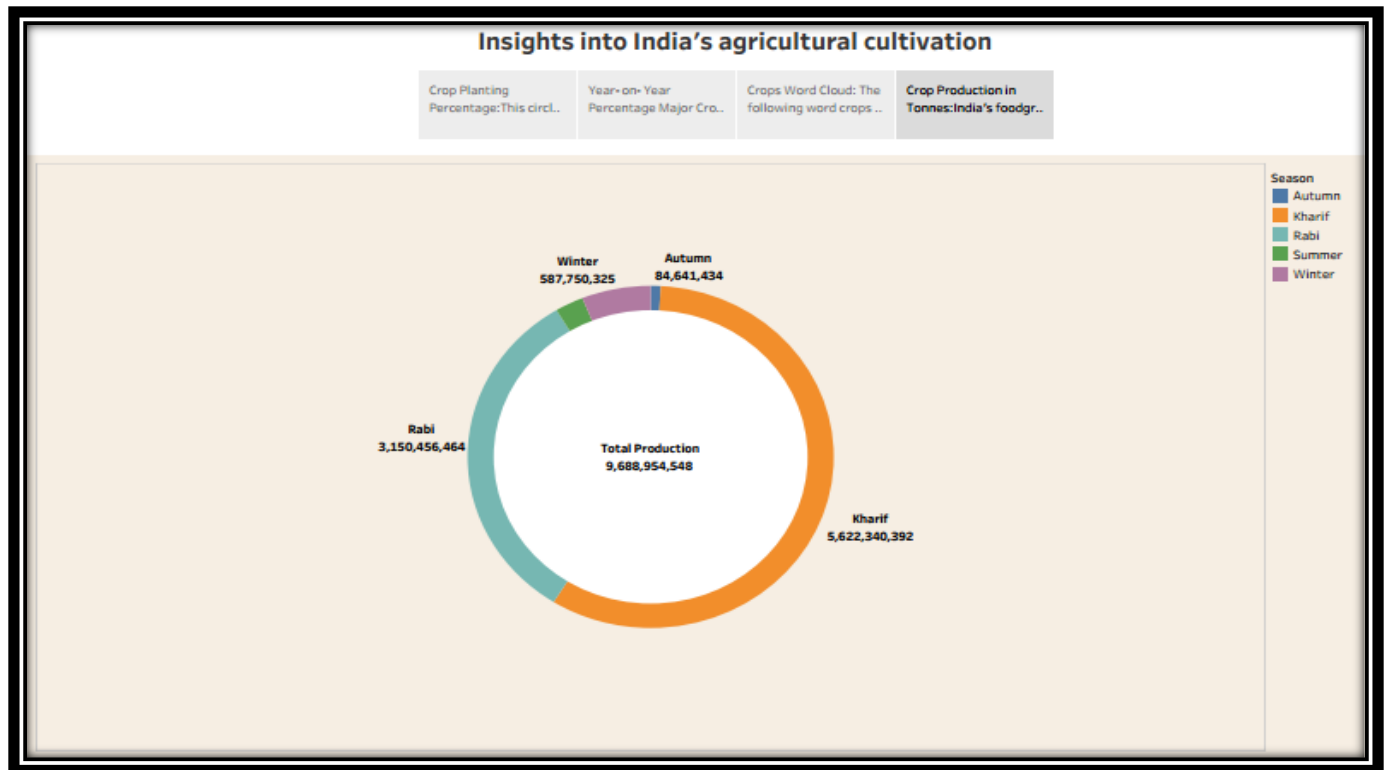 Insights into India's agricultural cultivation
Crop Planting
Percentage:This circl..
Year-on-Year
Percentage Major Cro..
Crops Word Cloud: The
following word crops ..
Crop Production in
Tonnes:India's foodgr..
Season
Autumn
Kharif
Rabi
Summer
Winter
Winter
587,750,325
Autumn
84,641,434
Rabi
3,150,456,464
Total Production
9,688,954,548
Kharif
5,622,340,392